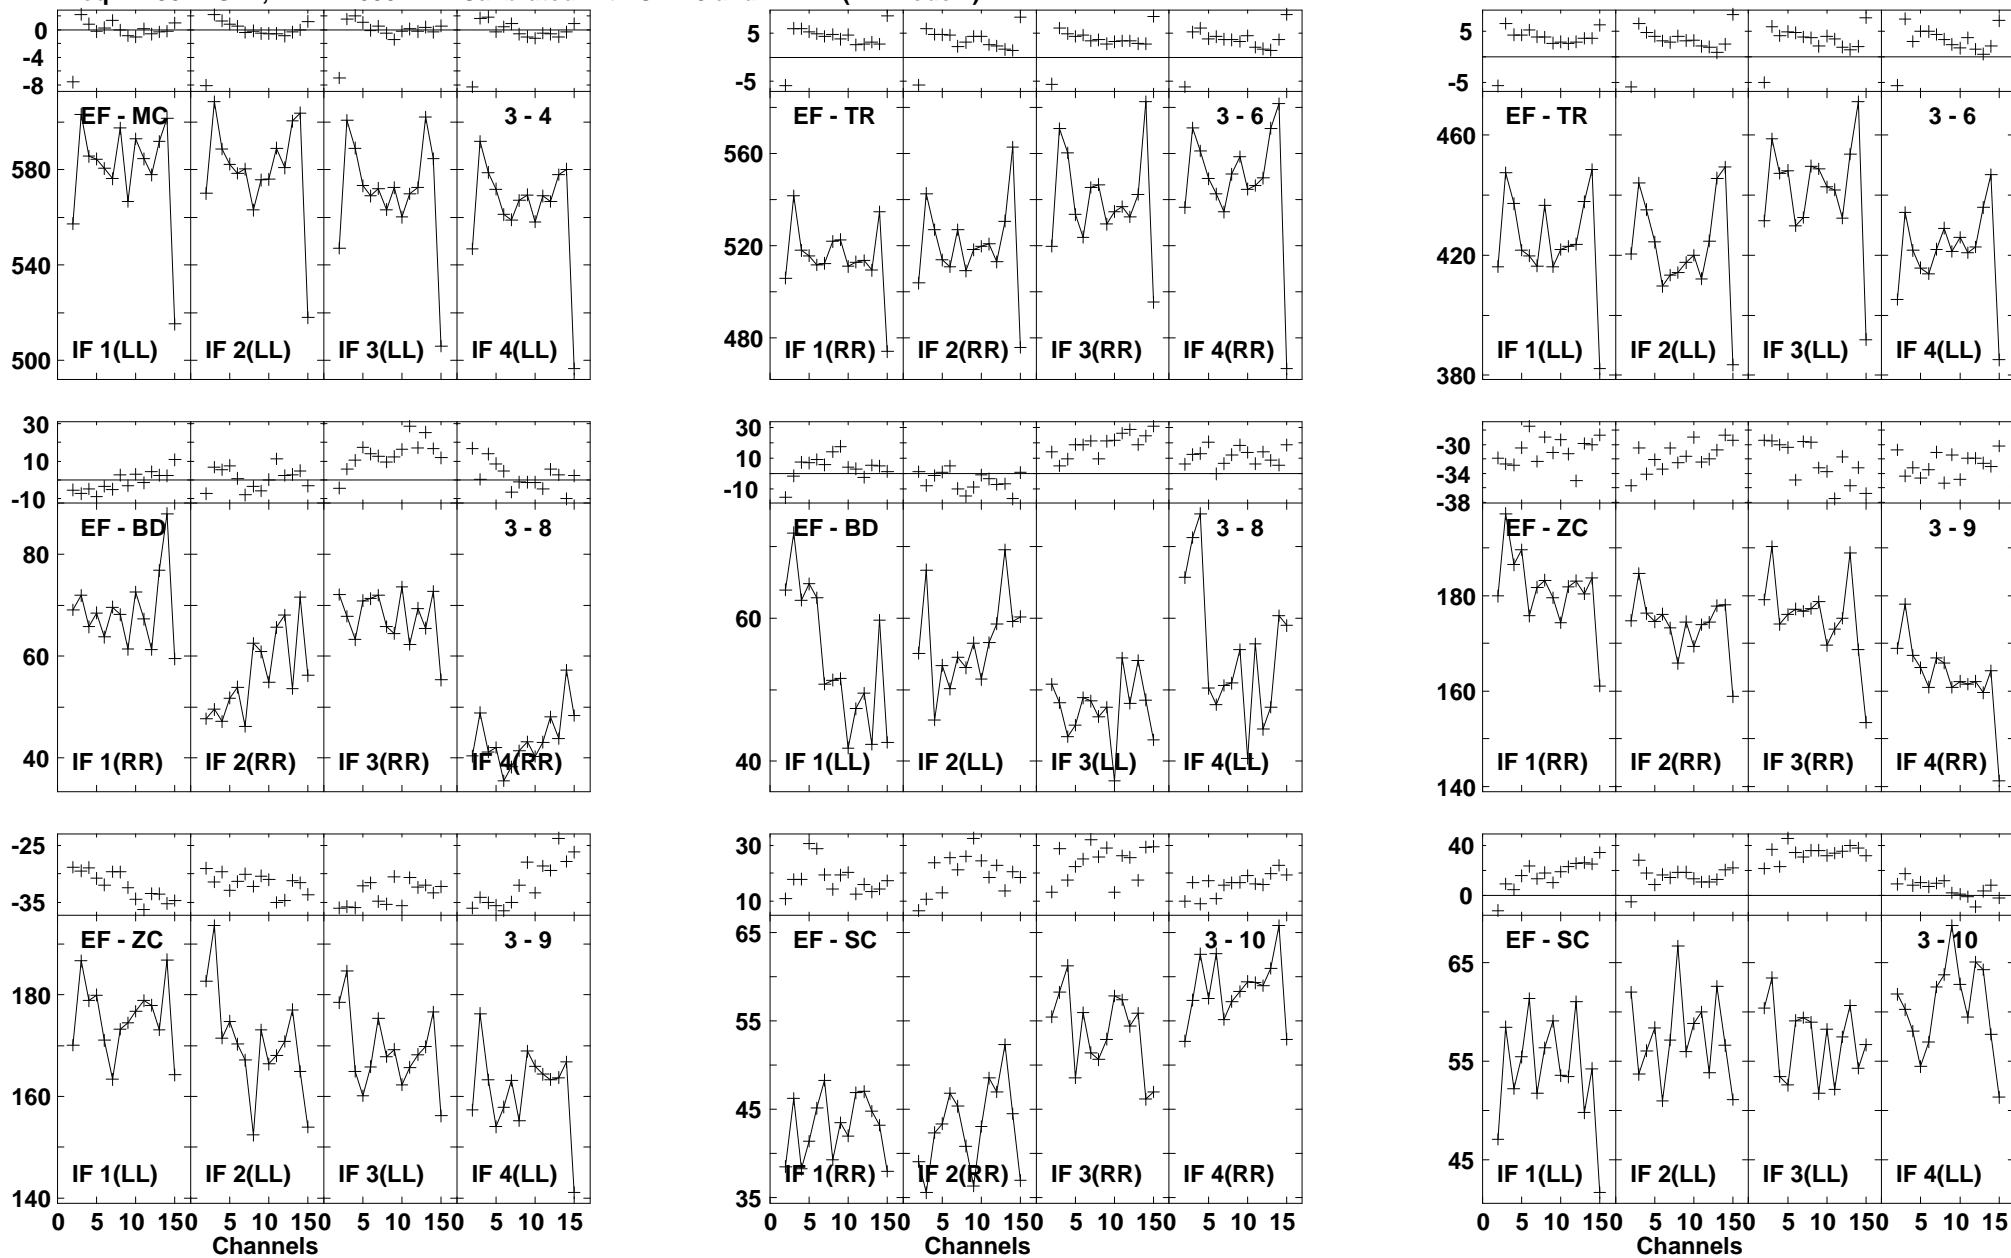 0
-4
-8
EF - MC
3 - 4
580
540
500
IF 1(LL)
IF 2(LL)
IF 3(LL)
IF 4(LL)
5
-5
EF - TR
3 - 6
560
520
480
IF 1(RR)
IF 2(RR)
IF 3(RR)
IF 4(RR)
5
-5
EF - TR
3 - 6
460
420
380
IF 1(LL)
IF 2(LL)
IF 3(LL)
IF 4(LL)
30
10
-10
EF - BD
3 - 8
80
60
40
IF 1(RR)
IF 2(RR)
IF 3(RR)
IF 4(RR)
30
10
-10
EF - BD
3 - 8
60
40
IF 1(LL)
IF 2(LL)
IF 3(LL)
IF 4(LL)
-30
-34
-38
EF - ZC
3 - 9
180
160
140
IF 1(RR)
IF 2(RR)
IF 3(RR)
IF 4(RR)
-25
-35
EF - ZC
3 - 9
180
160
140
IF 1(LL)
IF 2(LL)
IF 3(LL)
IF 4(LL)
0 5 10 150 5 10 150 5 10 150 5 10 15
Channels
30
10
EF - SC
3 - 10
65
55
45
35
IF 1(RR)
IF 2(RR)
IF 3(RR)
IF 4(RR)
0 5 10 150 5 10 150 5 10 150 5 10 15
Channels
40
20
0
EF - SC
3 - 10
65
55
45
IF 1(LL)
IF 2(LL)
IF 3(LL)
IF 4(LL)
0 5 10 150 5 10 150 5 10 150 5 10 15
Channels